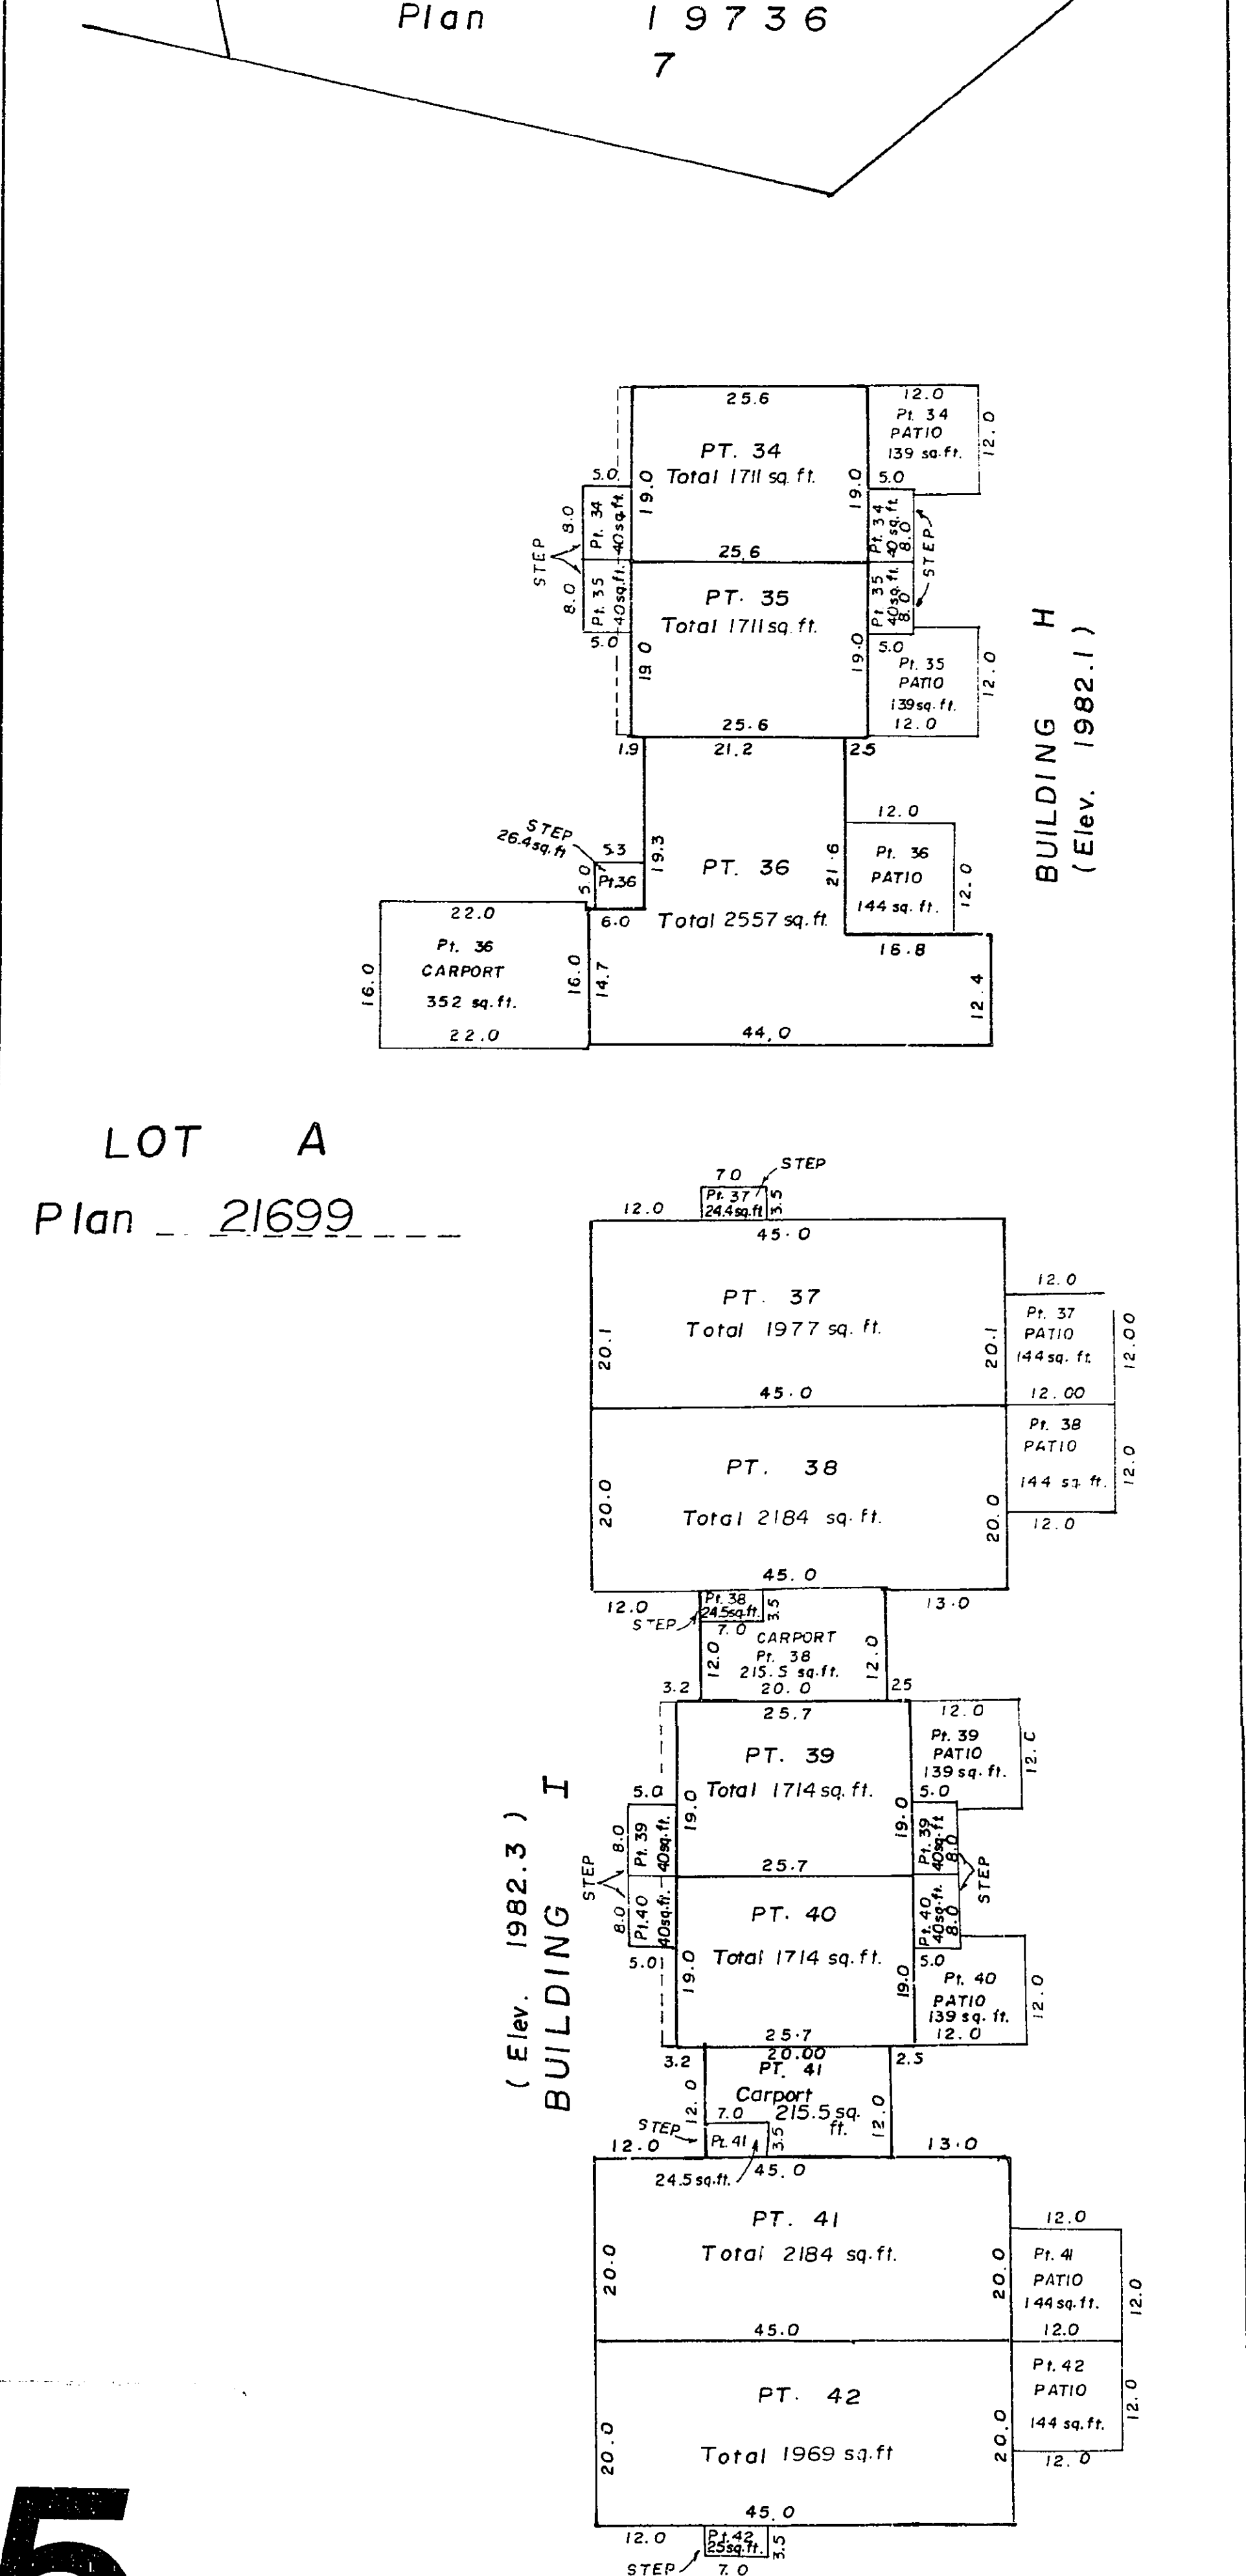 Plan 19736
7
25.6
12.0
Pt. 34
PATIO
139 sq.ft.
12.0
PT. 34
Total 1711 sq. ft.
5.0
19.0
19.0
5.0
8.0
Pt. 34
40 sq.ft.
Pt. 34
40 sq.ft.
8.0
STEP
STEP
25.6
8.0
Pt. 35
40 sq.ft.
Pt. 35
40 sq.ft.
8.0
PT. 35
Total 1711 sq. ft.
5.0
5.0
19.0
19.0
Pt. 35
PATIO
139 sq. ft.
12.0
12.0
25.6
1.9
21.2
2.5
BUILDING H
(Elev. 1982.1)
STEP
26.4 sq. ft
5.3
5.0
Pt.36
19.3
PT. 36
21.6
12.0
Pt. 36
PATIO
144 sq. ft.
12.0
6.0
Total 2557 sq. ft.
16.8
22.0
Pt. 36
CARPORT
352 sq. ft.
22.0
16.0
16.0
14.7
12.4
44.0
LOT A
Plan 21699
7.0
STEP
12.0
Pt. 37
24.4 sq.ft
3.5
45.0
PT. 37
Total 1977 sq. ft.
20.1
20.1
12.0
Pt. 37
PATIO
144 sq. ft.
12.00
12.00
45.0
PT. 38
Total 2184 sq. ft.
20.0
20.0
Pt. 38
PATIO
144 sq. ft.
12.0
12.0
45.0
12.0
Pt. 38
24.5 sq. ft.
3.5
13.0
STEP
7.0
CARPORT
Pt. 38
215.5 sq. ft.
12.0
12.0
3.2
20.0
2.5
25.7
12.0
Pt. 39
PATIO
139 sq. ft.
PT. 39
Total 1714 sq. ft.
5.0
19.0
19.0
5.0
8.0
Pt. 39
40 sq.ft.
Pt. 39
40 sq.ft
8.0
STEP
STEP
25.7
8.0
Pt. 40
40 sq.ft.
Pt. 40
40 sq.ft.
8.0
PT. 40
Total 1714 sq. ft.
5.0
5.0
19.0
19.0
Pt. 40
PATIO
139 sq. ft.
12.0
12.0
25.7
(Elev. 1982.3)
BUILDING I
3.2
20.00
2.5
PT. 41
Carport
215.5 sq.
ft.
12.0
12.0
7.0
STEP
Pt. 41
3.5
12.0
13.0
24.5 sq. ft.
45.0
PT. 41
Total 2184 sq. ft.
20.0
20.0
12.0
Pt. 41
PATIO
144 sq. ft.
12.0
12.0
45.0
PT. 42
Total 1969 sq. ft
20.0
20.0
Pt. 42
PATIO
144 sq. ft.
12.0
12.0
45.0
12.0
Pt. 42
25 sq. ft.
3.5
STEP
7.0
5